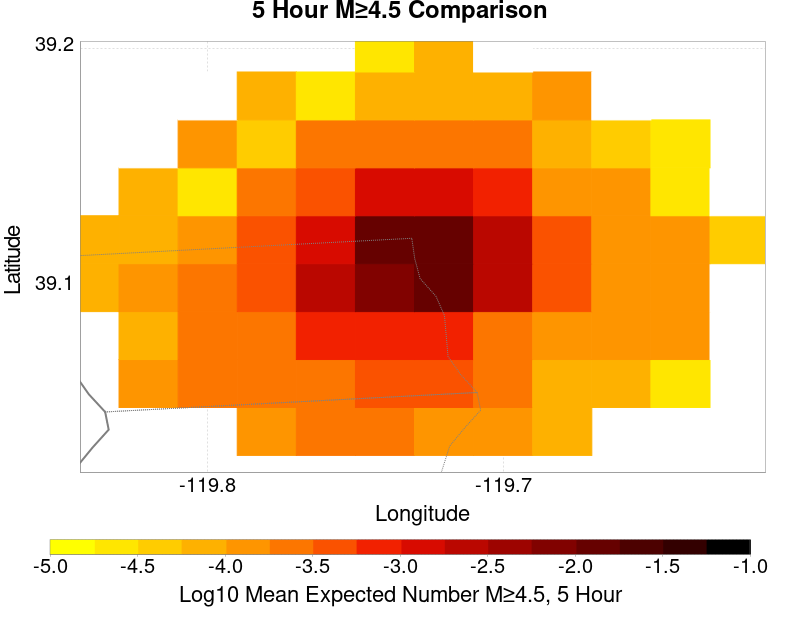 5 Hour M≥4.5 Comparison
39.2
39.1
Latitude
-119.8 -119.7
Longitude
-5.0 -4.5 -4.0 -3.5 -3.0 -2.5 -2.0 -1.5 -1.0
Log10 Mean Expected Number M≥4.5, 5 Hour